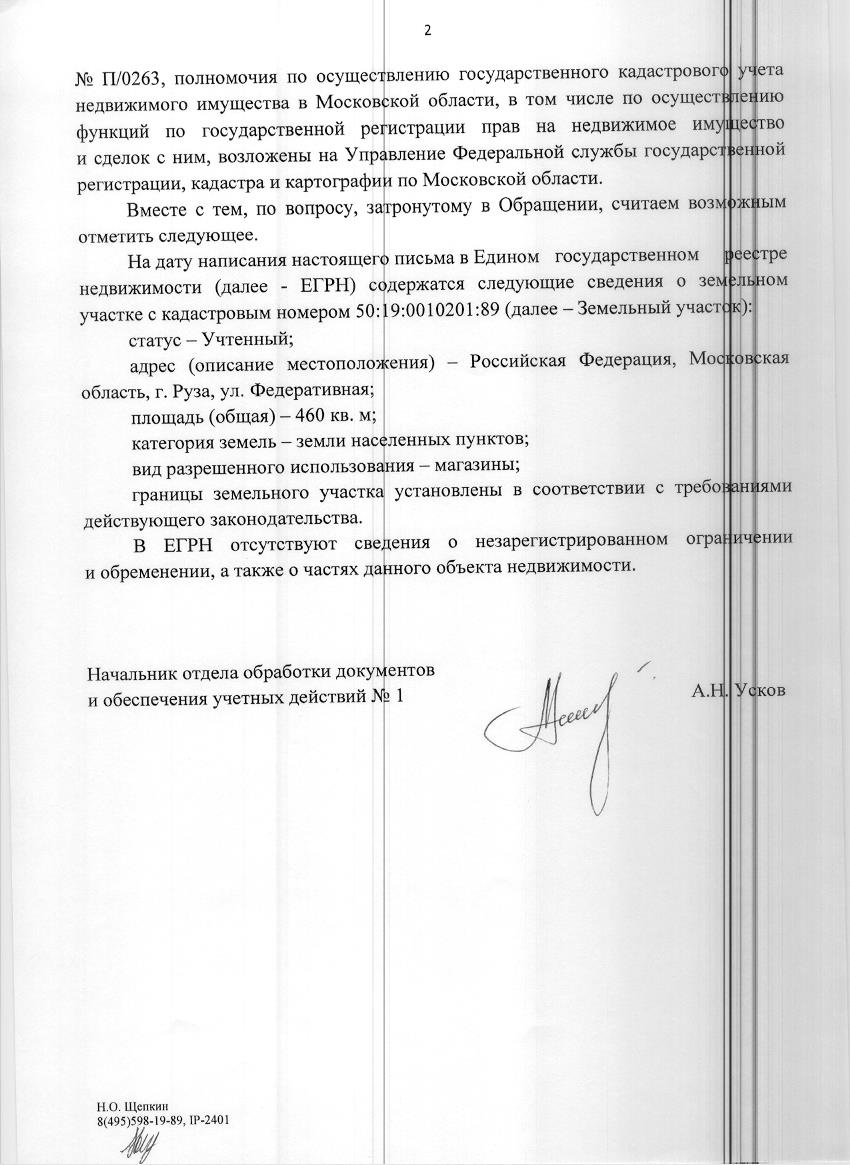 2
№ П/0263, полномочия по осуществлению государственного кадастрового учета
недвижимого имущества в Московской области, в том числе по осуществлению
функций по государственной регистрации прав на недвижимое имущество
и сделок с ним, возложены на Управление Федеральной службы государственной
регистрации, кадастра и картографии по Московской области.
Вместе с тем, по вопросу, затронутому в Обращении, считаем возможным
отметить следующее.
На дату написания настоящего письма в Едином государственном реестре
недвижимости (далее - ЕГРН) содержатся следующие сведения о земельном
участке с кадастровым номером 50:19:0010201:89 (далее – Земельный участок):
статус – Учтенный;
адрес (описание местоположения) – Российская Федерация, Московская
область, г. Руза, ул. Федеративная;
площадь (общая) – 460 кв. м;
категория земель – земли населенных пунктов;
вид разрешенного использования – магазины;
границы земельного участка установлены в соответствии с требованиями
действующего законодательства.
В ЕГРН отсутствуют сведения о незарегистрированном ограничении
и обременении, а также о частях данного объекта недвижимости.
Начальник отдела обработки документов
и обеспечения учетных действий № 1
А.Н. Усков
Н.О. Щепкин
8(495)598-19-89, IP-2401